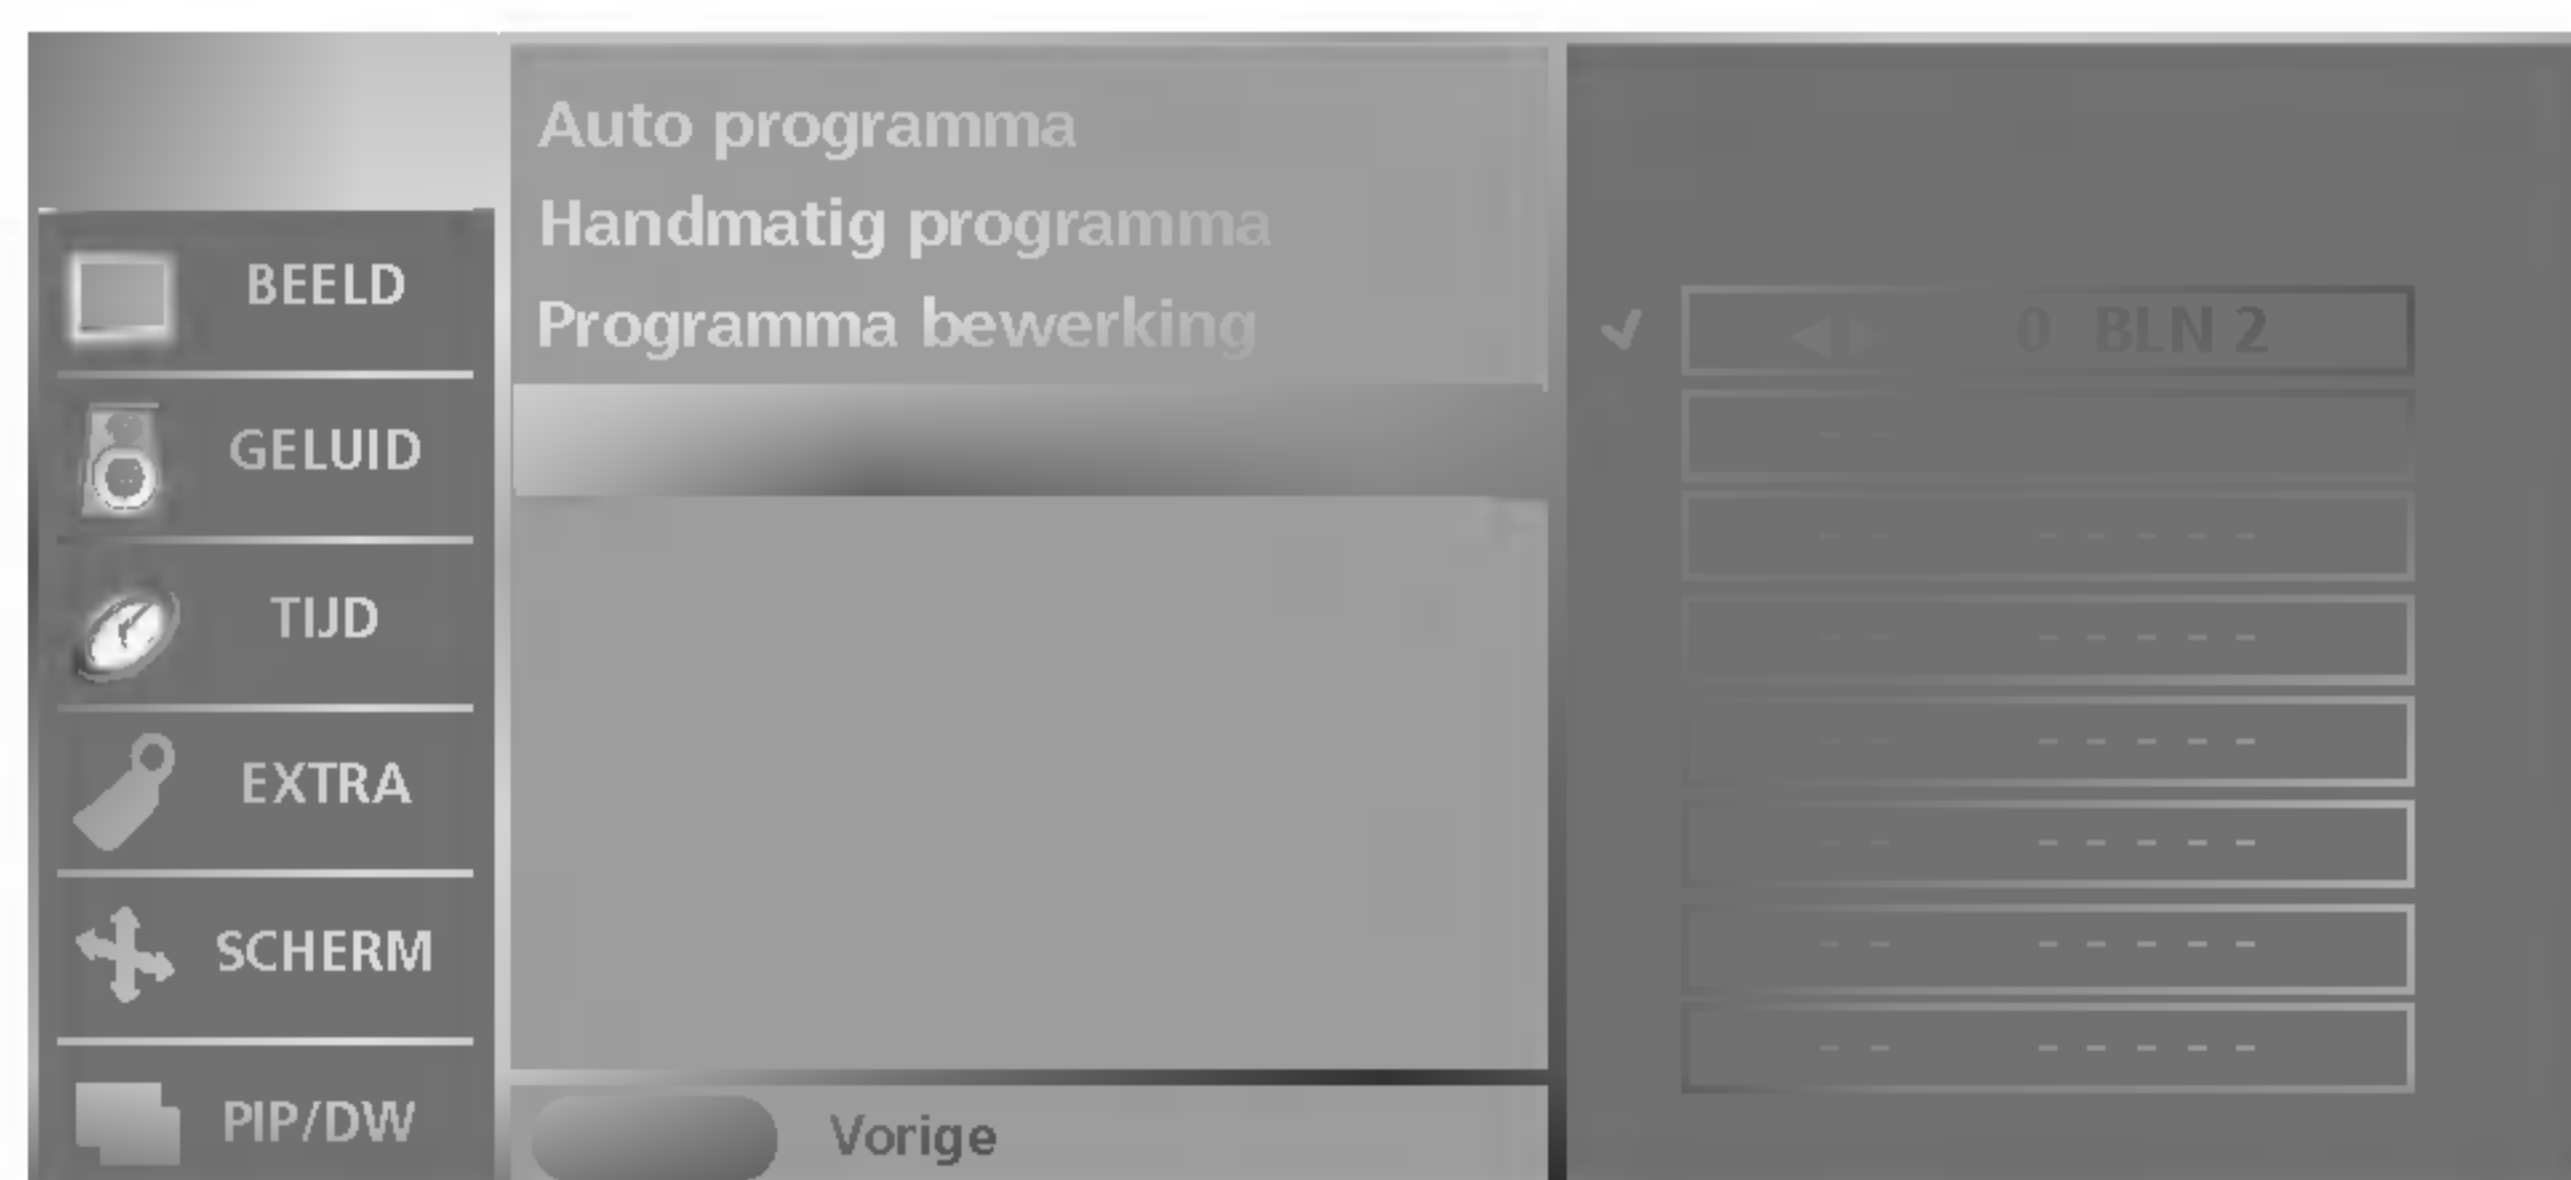 BEELD
GELUID
TIJD
EXTRA
SCHERM
PIP/DW
Auto programma
Handmatig programma
Programma bewerking
Vorige
0 BLN 2
- -
- - - - - - -
- - - - - - -
- - - - - - -
- - - - - - -
- - - - - - -
- - - - - - -